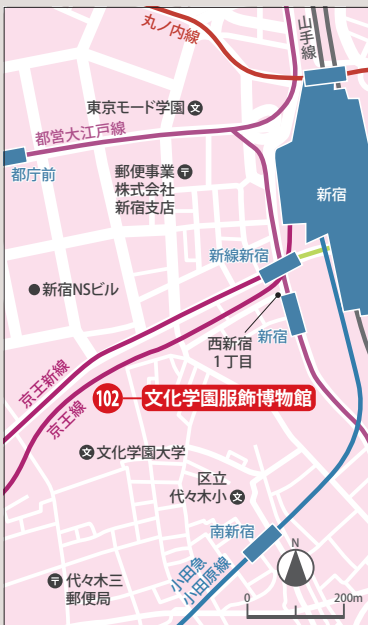 丸ノ内線
山手線
東京モード学園
文
都営大江戸線
都庁前
郵便事業
株式会社
新宿支店
新宿
新線新宿
新宿NSビル
西新宿
1丁目
新宿
京王新線
京王線
102
文化学園服飾博物館
文
文化学園大学
区立
代々木小
文
南新宿
小田急
小田原線
代々木三
郵便局
N
0
200m